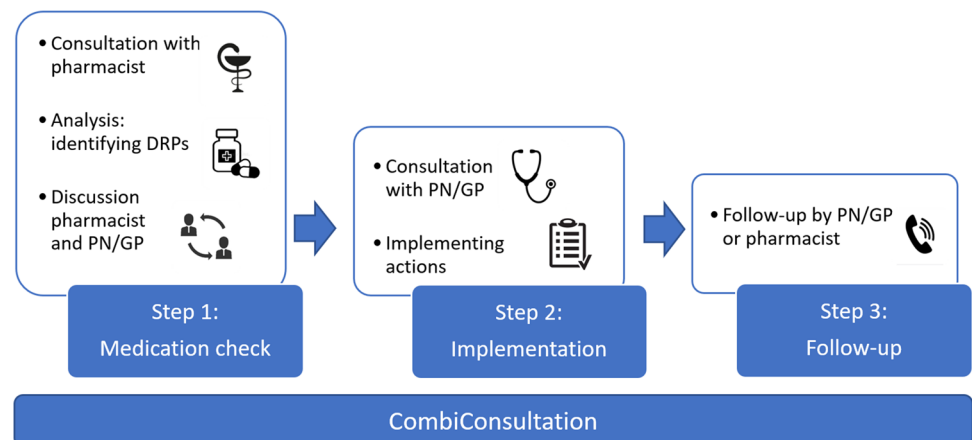 • Consultation with
pharmacist
• Analysis:
identifying DRPs
• Discussion
pharmacist
and PN/GP
Step 1:
Medication check
• Consultation
with PN/GP
• Implementing
actions
Step 2:
Implementation
• Follow-up by PN/GP
or pharmacist
Step 3:
Follow-up
CombiConsultation